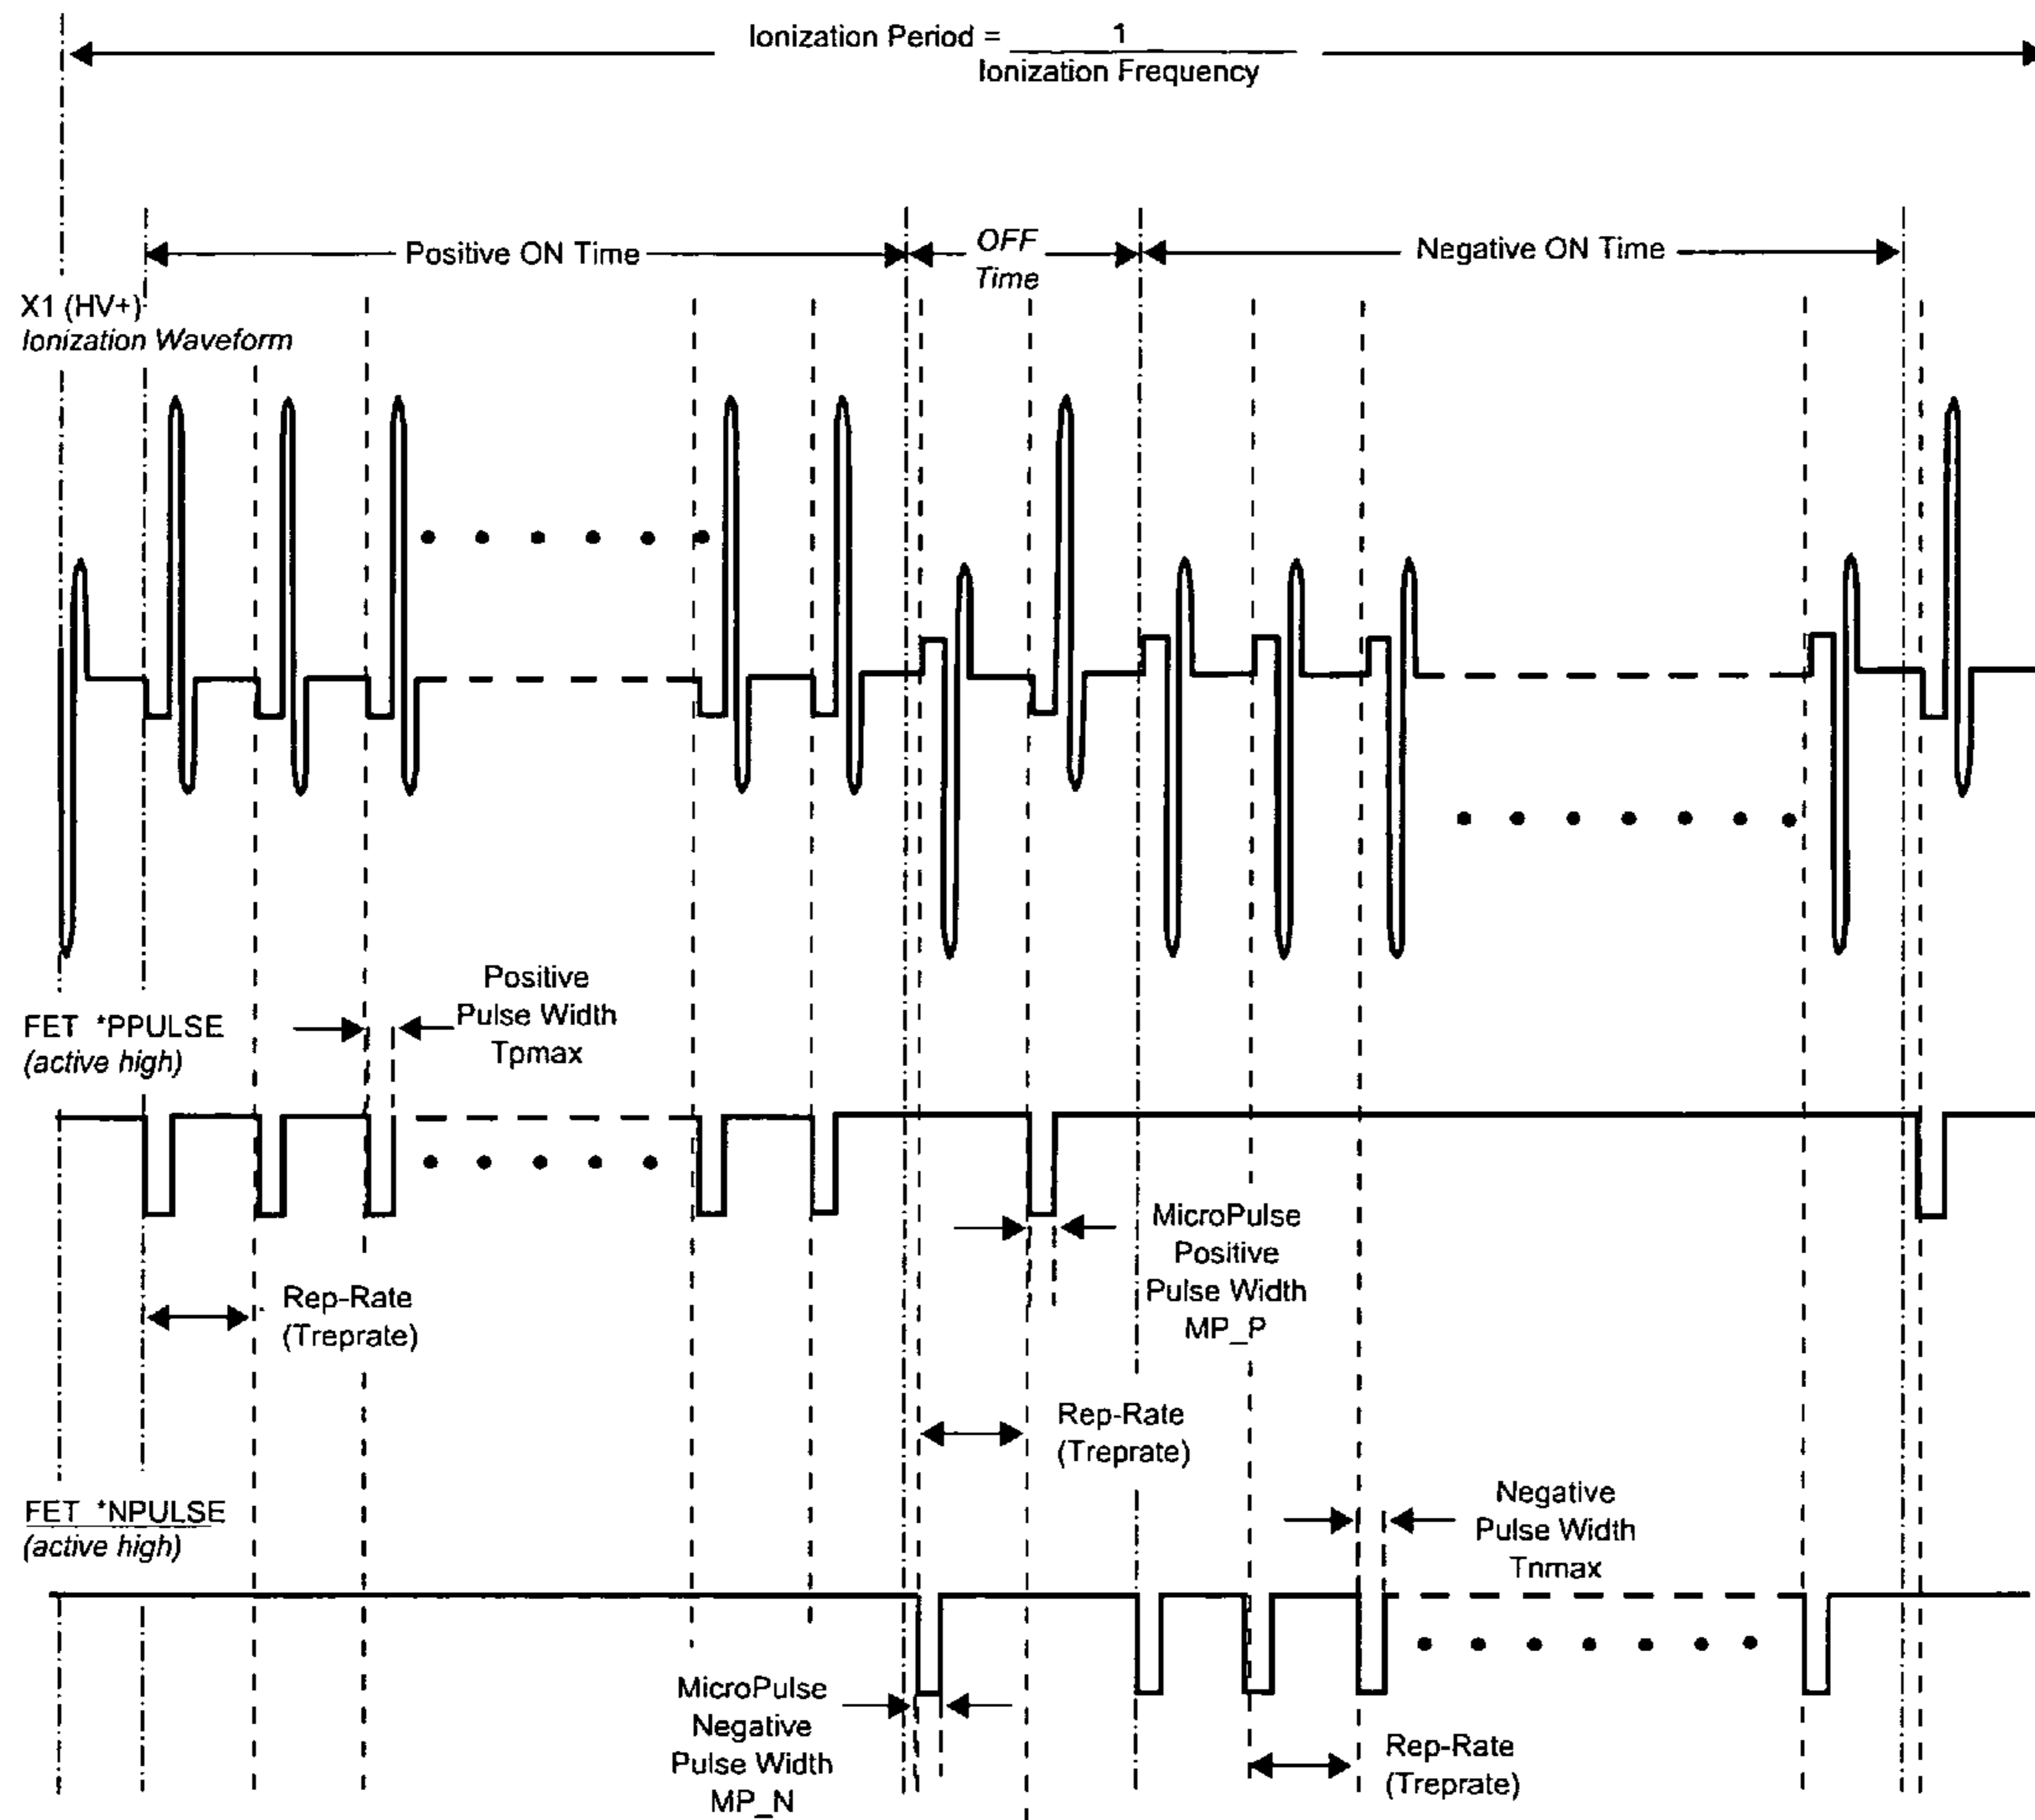 Ionization Period = 1
Ionization Frequency
Positive ON Time
OFF
Time
Negative ON Time
X1 (HV+)
Ionization Waveform
Positive
Pulse Width
Tpmax
FET *PPULSE
(active high)
MicroPulse
Positive
Pulse Width
MP_P
Rep-Rate
(Treprate)
Rep-Rate
(Treprate)
FET *NPULSE
(active high)
Negative
Pulse Width
Tnmax
MicroPulse
Negative
Pulse Width
MP_N
Rep-Rate
(Treprate)